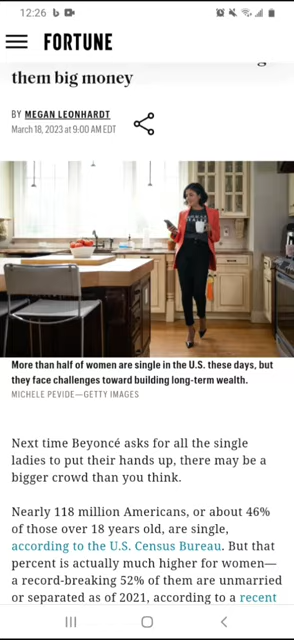 12:26
FORTUNE
them big money
BY MEGAN LEONHARDT
March 18, 2023 at 9:00 AM EDT
More than half of women are single in the U.S. these days, but
they face challenges toward building long-term wealth.
MICHELE PEVIDE—GETTY IMAGES
Next time Beyoncé asks for all the single
ladies to put their hands up, there may be a
bigger crowd than you think.
Nearly 118 million Americans, or about 46%
of those over 18 years old, are single,
according to the U.S. Census Bureau. But that
percent is actually much higher for women—
a record-breaking 52% of them are unmarried
or separated as of 2021, according to a recent